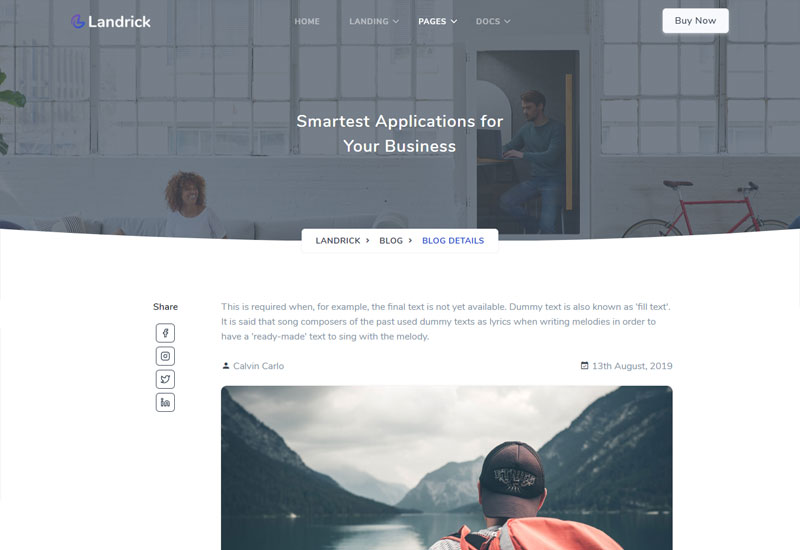 Landrick
HOME LANDING PAGES DOCS
Buy Now
Smartest Applications for
Your Business
LANDRICK BLOG BLOG DETAILS
Share
This is required when, for example, the final text is not yet available. Dummy text is also known as 'fill text'.
It is said that song composers of the past used dummy texts as lyrics when writing melodies in order to
have a 'ready-made' text to sing with the melody.
Calvin Carlo
13th August, 2019